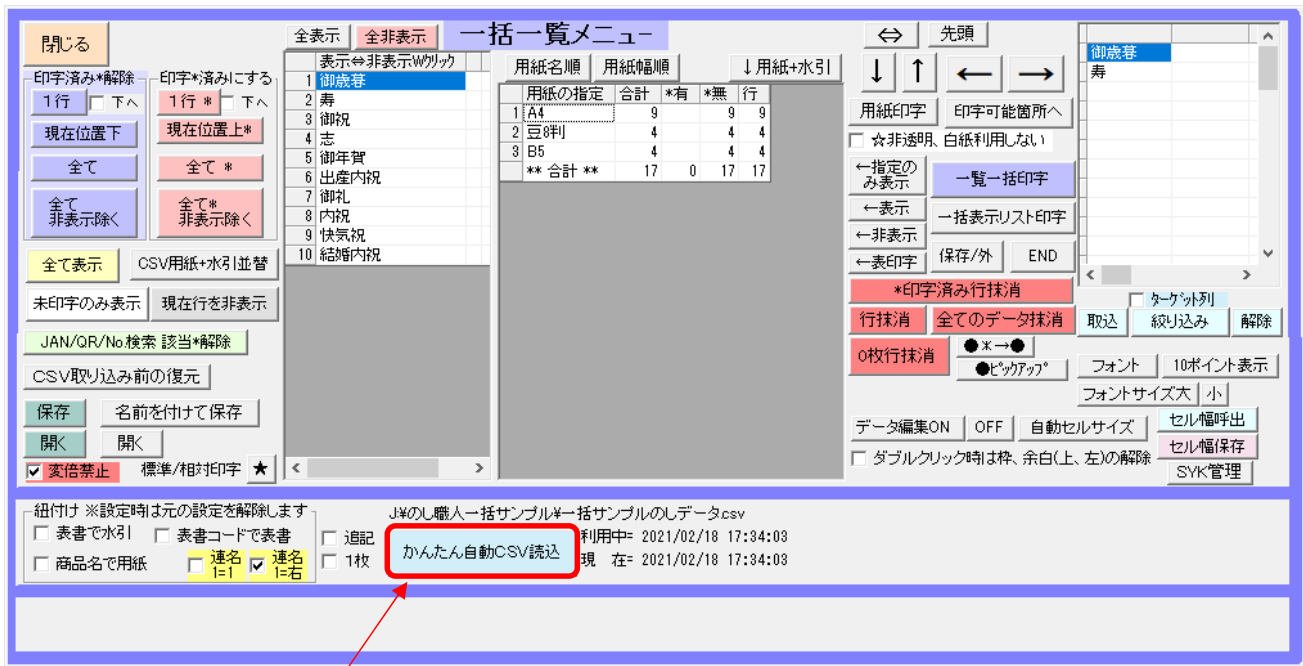 閉じる
印字済み*解除
1行
下へ
現在位置下
全て
全て
非表示除く
印字*済みにする
1行 *
下へ
現在位置上*
全て *
全て*
非表示除く
全て表示
CSV用紙+水引並替
未印字のみ表示
現在行を非表示
JAN/QR/No.検索 該当*解除
CSV取り込み前の復元
保存
名前を付けて保存
開く
開く
変倍禁止
標準/相対印字
★
全表示
全非表示
一括一覧メニュー
表示⇔非表示Wクリック
1 御歳暮
2 寿
3 御祝
4 志
5 御年賀
6 出産内祝
7 御礼
8 内祝
9 快気祝
10 結婚内祝
用紙名順
用紙幅順
↓用紙+水引
用紙の指定 合計 *有 *無 行
1 A4 9 9 9
2 豆8判 4 4 4
3 B5 4 4 4
** 合計 ** 17 0 17 17
⇔
先頭
↓
↑
←
→
用紙印字
印字可能箇所へ
☆非透明、白紙利用しない
←指定の
み表示
一覧一括印字
←表示
一括表示リスト印字
←非表示
←表印字
保存/外
END
*印字済み行抹消
行抹消
全てのデータ抹消
0枚行抹消
●*→●
●ピックアップ
御歳暮
寿
ターゲット列
取込
絞り込み
解除
フォント
10ポイント表示
フォントサイズ大
小
データ編集ON
OFF
自動セルサイズ
セル幅呼出
セル幅保存
ダブルクリック時は枠、余白(上、左)の解除
SYK管理
紐付け ※設定時は元の設定を解除します
表書で水引
表書コードで表書
商品名で用紙
連名
1=1
連名
1=右
追記
1枚
J:¥のし職人一括サンプル¥一括サンプルのしデータ.csv
かんたん自動CSV読込
利用中= 2021/02/18 17:34:03
現 在= 2021/02/18 17:34:03